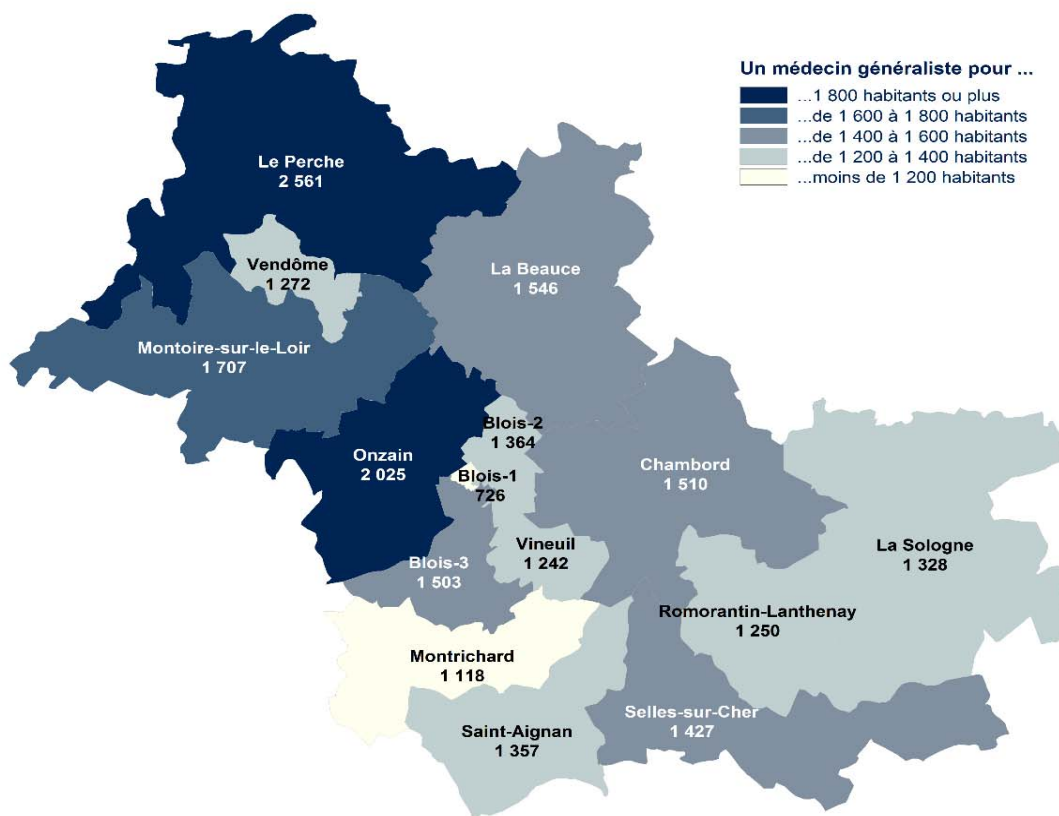 Un médecin généraliste pour ...
...1 800 habitants ou plus
...de 1 600 à 1 800 habitants
...de 1 400 à 1 600 habitants
...de 1 200 à 1 400 habitants
...moins de 1 200 habitants
Le Perche
2 561
Vendôme
1 272
La Beauce
1 546
Montoire-sur-le-Loir
1 707
Blois-2
1 364
Onzain
2 025
Blois-1
726
Chambord
1 510
Vineuil
1 242
La Sologne
1 328
Blois-3
1 503
Romorantin-Lanthenay
1 250
Montrichard
1 118
Selles-sur-Cher
1 427
Saint-Aignan
1 357